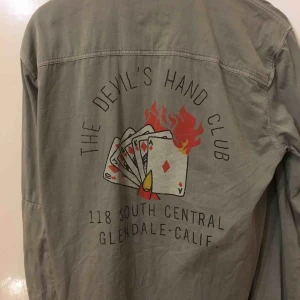 THE DEVIL'S HAND CLUB
118 SOUTH CENTRAL
GLENDALE-CALIF.